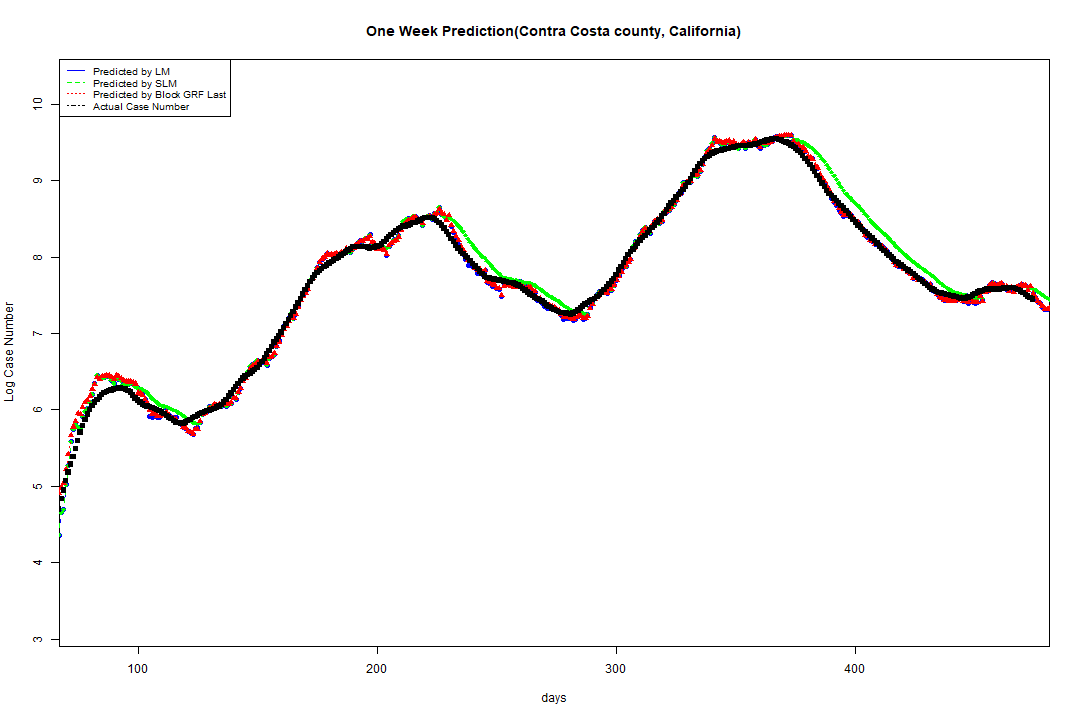 One Week Prediction(Contra Costa county, California)
Predicted by LM
Predicted by SLM
Predicted by Block GRF Last
Actual Case Number
10
9
8
7
6
5
4
3
Log Case Number
100
200
300
400
days